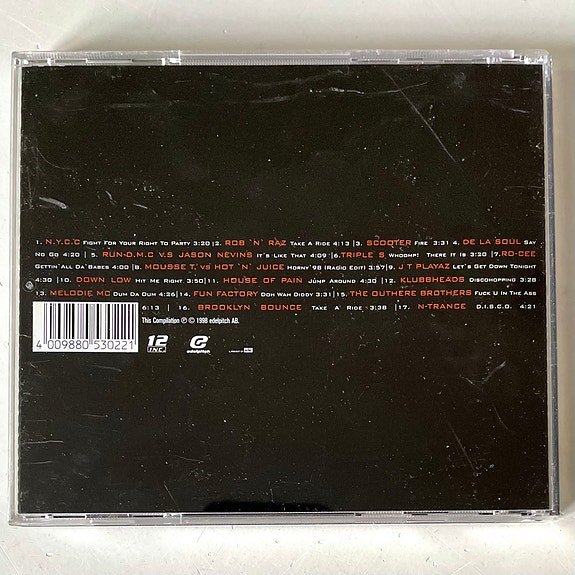 1. N.Y.C.C Fight For Your Right To Party 3:20 |2. ROB 'N' RAZ Take A Ride 4:13 |3. SCOOTER Fire 3:31 4. DE LA SOUL Say
No Go 4:20 | 5. RUN-D.M.C V.S JASON NEVINS It's Like That 4:09 |6. TRIPLE S Whoomp! There It Is 3:20 |7. RO-CEE
Gettin'All Da'Babes 4:00 |8. MOUSSE T. vs HOT 'N' JUICE Horny'98 (Radio Edit) 3:57|9. J T PLAYAZ Let's Get Down Tonight
4:30 |10. DOWN LOW Hit Me Right 3:50|11. HOUSE OF PAIN Jump Around 4:30 |12. KLUBBHEADS Discohopping 3:28
| 13. MELODIE MC Dum Da Dum 4:26|14. FUN FACTORY Doh Wah Diddy 3:31|15. THE OUTHERE BROTHERS Fuck U In The Ass
6:13 | 16. BROOKLYN BOUNCE Take A Ride 3:38 |17. N-TRANCE D.I.S.C.O. 4:21
This Compilation ℗ © 1998 edelpitch AB.
4 009880 530221
12 INC.
edelpitch